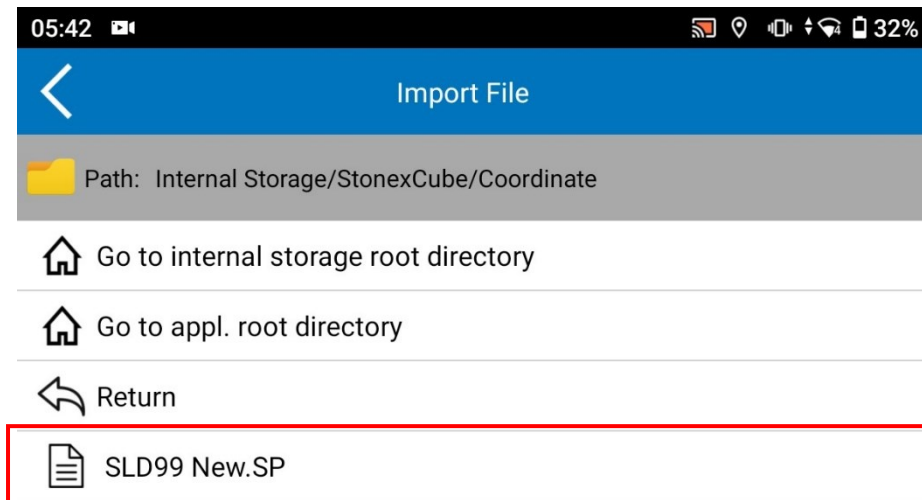 05:42 32%
Import File
Path: Internal Storage/StonexCube/Coordinate
Go to internal storage root directory
Go to appl. root directory
Return
SLD99 New.SP